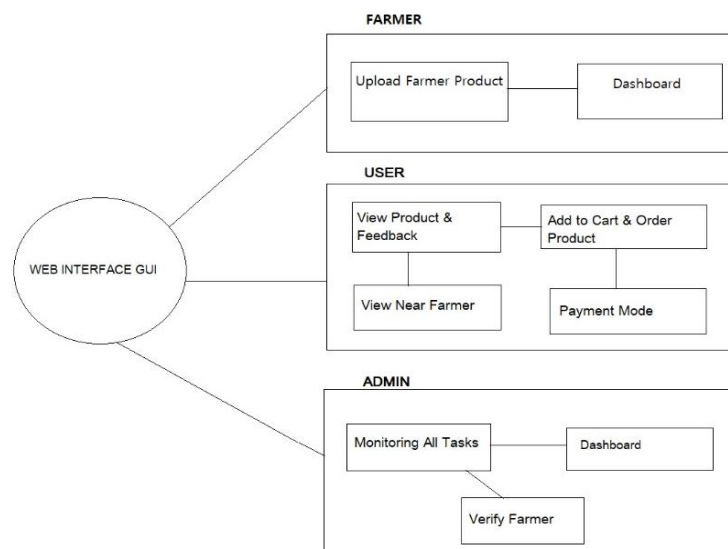 FARMER
Upload Farmer Product
Dashboard
USER
View Product &
Feedback
Add to Cart & Order
Product
WEB INTERFACE GUI
View Near Farmer
Payment Mode
ADMIN
Monitoring All Tasks
Dashboard
Verify Farmer